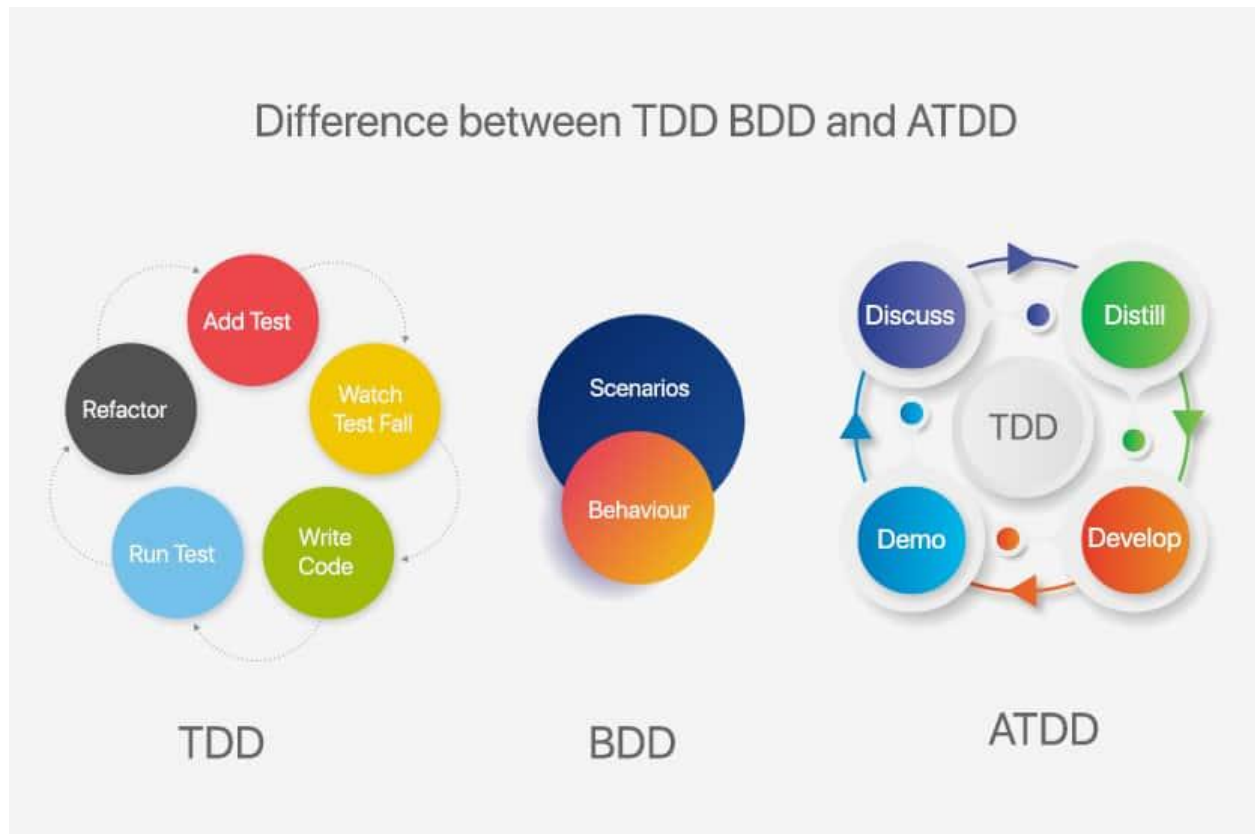 Difference between TDD BDD and ATDD
Add Test
Watch
Test Fall
Write
Code
Run Test
Refactor
TDD
Scenarios
Behaviour
BDD
Discuss
Distill
TDD
Demo
Develop
ATDD